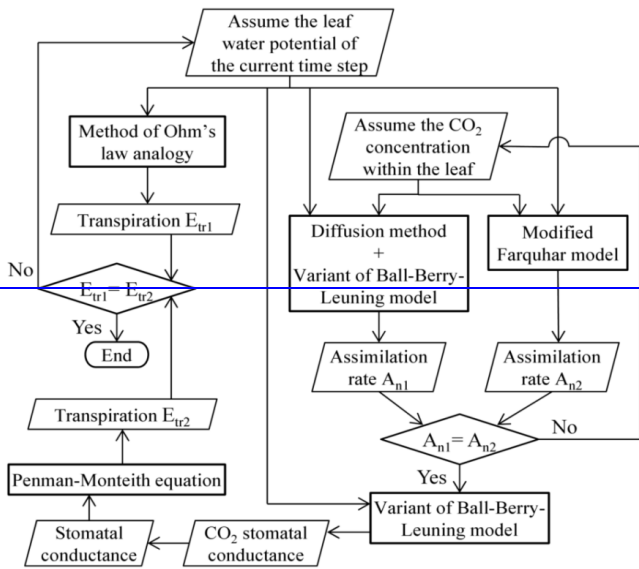 Assume the leaf
water potential of
the current time step
Method of Ohm's
law analogy
Assume the CO₂
concentration
within the leaf
Transpiration Eₜᵣ₁
Diffusion method
+
Variant of Ball-Berry-
Leuning model
Modified
Farquhar model
No
Eₜᵣ₁= Eₜᵣ₂
Yes
End
Assimilation
rate Aₙ₁
Assimilation
rate Aₙ₂
Transpiration Eₜᵣ₂
Aₙ₁= Aₙ₂
No
Yes
Penman-Monteith equation
Variant of Ball-Berry-
Leuning model
Stomatal
conductance
CO₂ stomatal
conductance